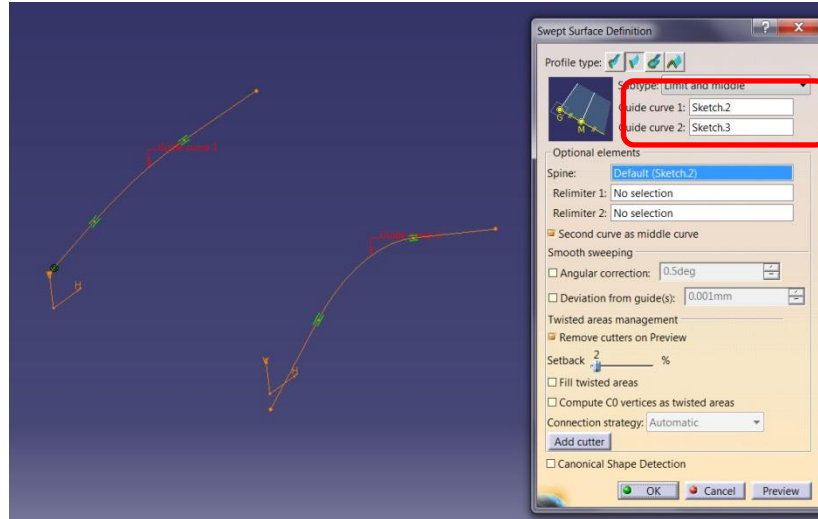 Swept Surface Definition
Profile type:
Subtype: Limit and middle
Guide curve 1: Sketch.2
Guide curve 2: Sketch.3
G
M
Optional elements
Spine: Default (Sketch.2)
Relimiter 1: No selection
Relimiter 2: No selection
Second curve as middle curve
Smooth sweeping
Angular correction: 0.5deg
Deviation from guide(s): 0.001mm
Twisted areas management
Remove cutters on Preview
Setback 2 %
Fill twisted areas
Compute C0 vertices as twisted areas
Connection strategy: Automatic
Add cutter
Canonical Shape Detection
OK Cancel Preview
H
V
H